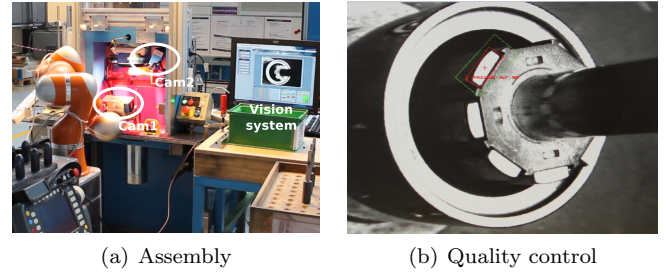 Cam2
Cam1
Vision
system
(a) Assembly
(b) Quality control